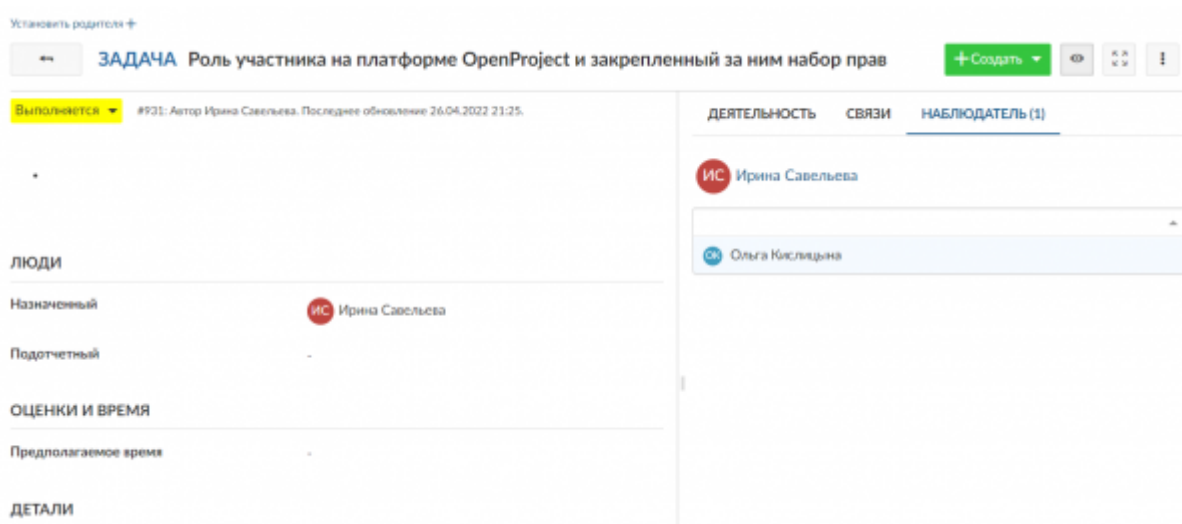 Установить родителя +
ЗАДАЧА Роль участника на платформе OpenProject и закрепленный за ним набор прав
+ Создать
Выполняется
#931: Автор Ирина Савельева. Последнее обновление 26.04.2022 21:25.
ДЕЯТЕЛЬНОСТЬ СВЯЗИ НАБЛЮДАТЕЛЬ (1)
ИС Ирина Савельева
ОК Ольга Кислицына
ЛЮДИ
Назначенный ИС Ирина Савельева
Подотчетный -
ОЦЕНКИ И ВРЕМЯ
Предполагаемое время -
ДЕТАЛИ